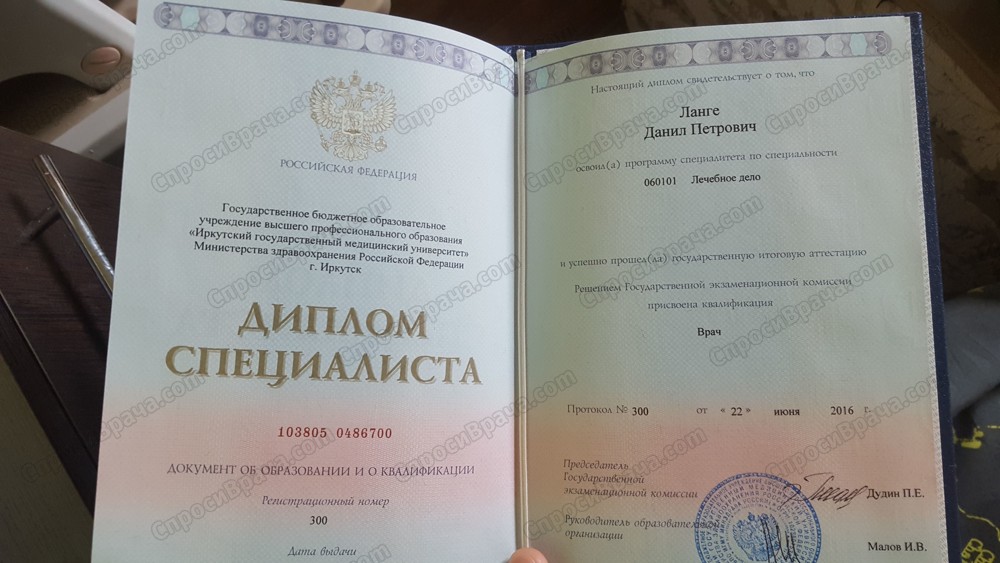 РОССИЙСКАЯ ФЕДЕРАЦИЯ
Государственное бюджетное образовательное
учреждение высшего профессионального образования
«Иркутский государственный медицинский университет»
Министерства здравоохранения Российской Федерации
г. Иркутск
ДИПЛОМ
СПЕЦИАЛИСТА
103805 0486700
ДОКУМЕНТ ОБ ОБРАЗОВАНИИ И О КВАЛИФИКАЦИИ
Регистрационный номер
300
Дата выдачи
Настоящий диплом свидетельствует о том, что
Ланге
Данил Петрович
освоил(а) программу специалитета по специальности
060101 Лечебное дело
и успешно прошел(ла) государственную итоговую аттестацию
Решением Государственной экзаменационной комиссии
присвоена квалификация
Врач
Протокол № 300 от « 22 » июня 2016 г.
Председатель
Государственной
экзаменационной комиссии Дудин П.Е.
Руководитель образовательной
организации Малов И.В.
СпросиВрача.com